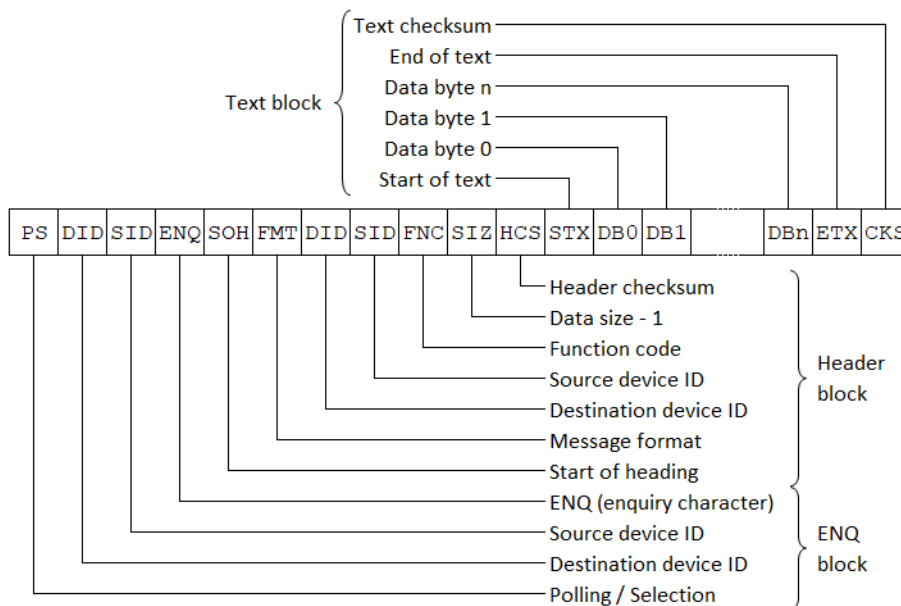 Text checksum
End of text
Data byte n
Text block
Data byte 1
Data byte 0
Start of text
PS DID SID ENQ SOH FMT DID SID FNC SIZ HCS STX DB0 DB1 DBn ETX CKS
Header checksum
Data size - 1
Function code
Source device ID
Header block
Destination device ID
Message format
Start of heading
ENQ (enquiry character)
Source device ID
ENQ block
Destination device ID
Polling / Selection